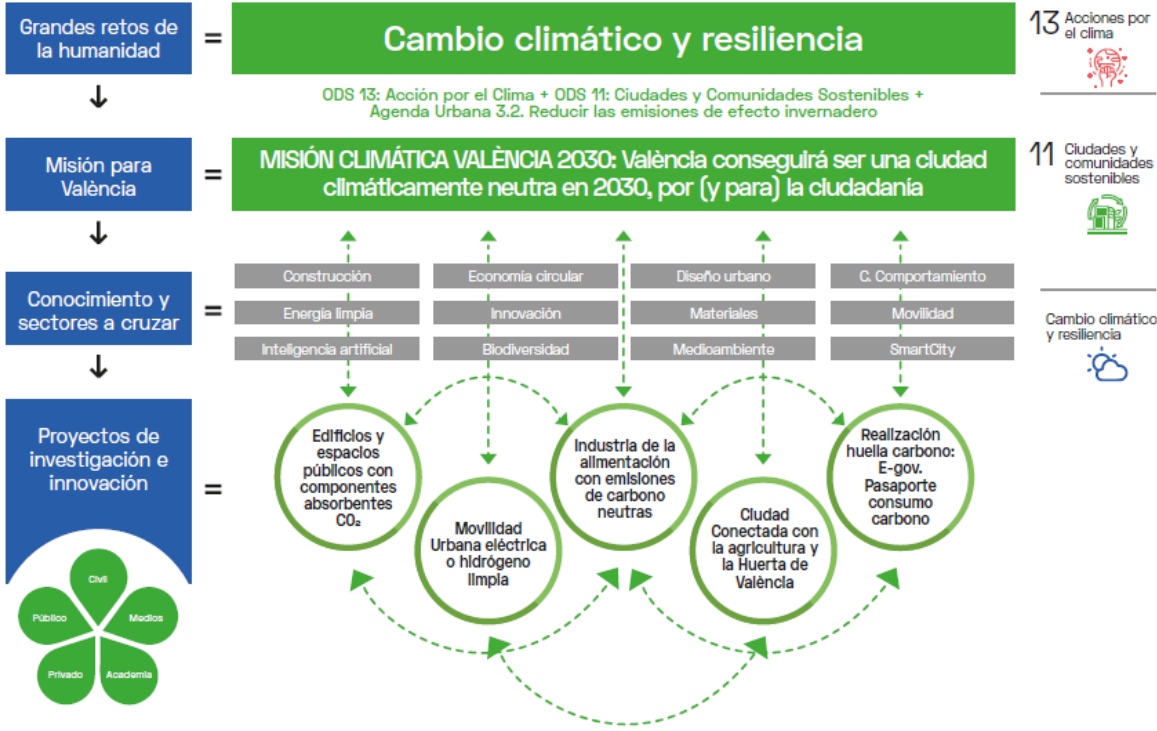 Grandes retos de
la humanidad
=
Cambio climático y resiliencia
13 Acciones por
el clima
ODS 13: Acción por el Clima + ODS 11: Ciudades y Comunidades Sostenibles +
Agenda Urbana 3.2. Reducir las emisiones de efecto invernadero
Misión para
València
=
MISIÓN CLIMÁTICA VALÈNCIA 2030: València conseguirá ser una ciudad
climáticamente neutra en 2030, por (y para) la ciudadanía
11 Ciudades y
comunidades
sostenibles
Conocimiento y
sectores a cruzar
=
Construcción
Economía circular
Diseño urbano
C. Comportamiento
Energía limpia
Innovación
Materiales
Movilidad
Inteligencia artificial
Biodiversidad
Medioambiente
SmartCity
Cambio climático
y resiliencia
Proyectos de
investigación e
innovación
=
Edificios y
espacios
públicos con
componentes
absorbentes
CO₂
Movilidad
Urbana eléctrica
o hidrógeno
limpia
Industria de la
alimentación
con emisiones
de carbono
neutras
Ciudad
Conectada con
la agricultura y
la Huerta de
València
Realización
huella carbono:
E-gov.
Pasaporte
consumo
carbono
Civil
Público
Medios
Privado
Academia